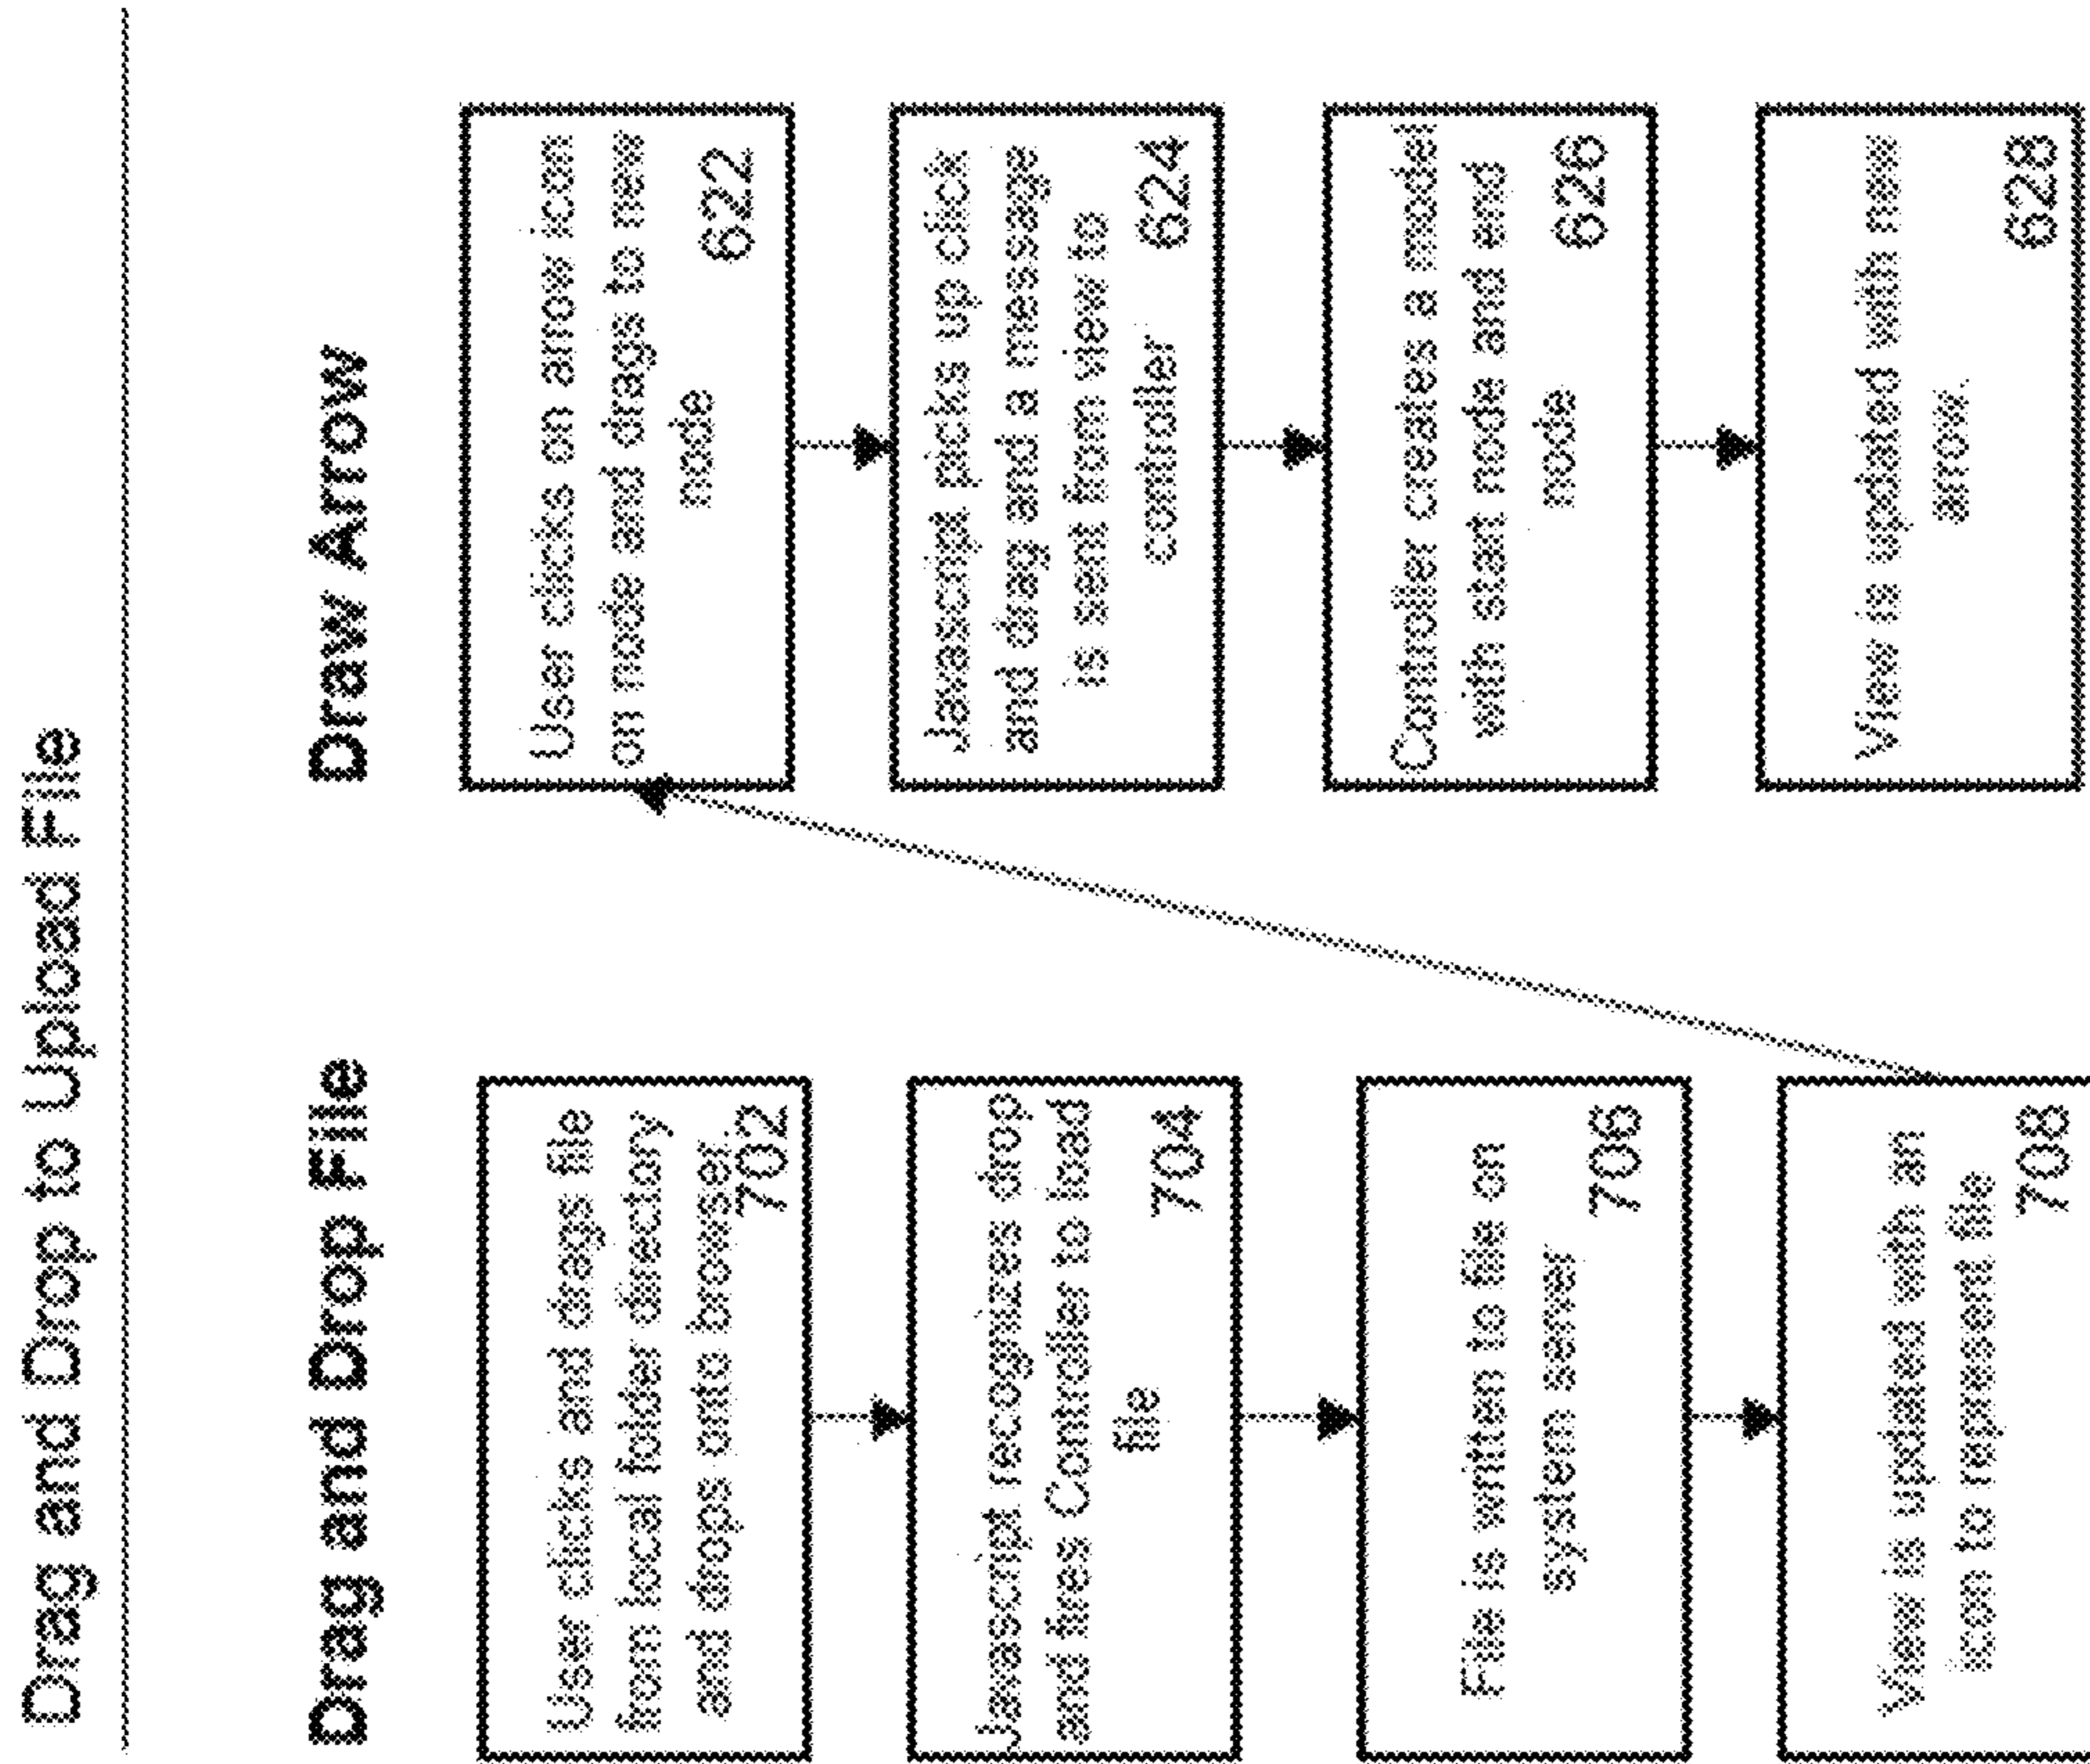 Drag and Drop to Upload File
Drag and Drop File
User clicks and drags file
from local folder directory
and drops onto browser.
702
Javascript recognizes drop
and fires Controller to load
file
704
File is written to file on
system server
706
View is updated with an
icon to represent file
708
Draw Arrow
User clicks on arrow icon
on node and drags to new
node
622
Javascript picks up click
and drag and a message
is sent from view to
controller
624
Controller creates a model
with start node and end
node
626
View is updated with new
arrow.
628